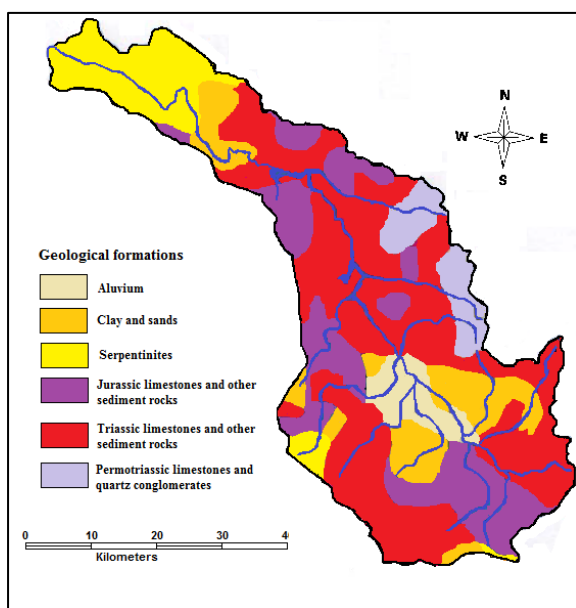 N
W E
S
Geological formations
Aluvium
Clay and sands
Serpentinites
Jurassic limestones and other
sediment rocks
Triassic limestones and other
sediment rocks
Permotriassic limestones and
quartz conglomerates
0 10 20 30 40
Kilometers